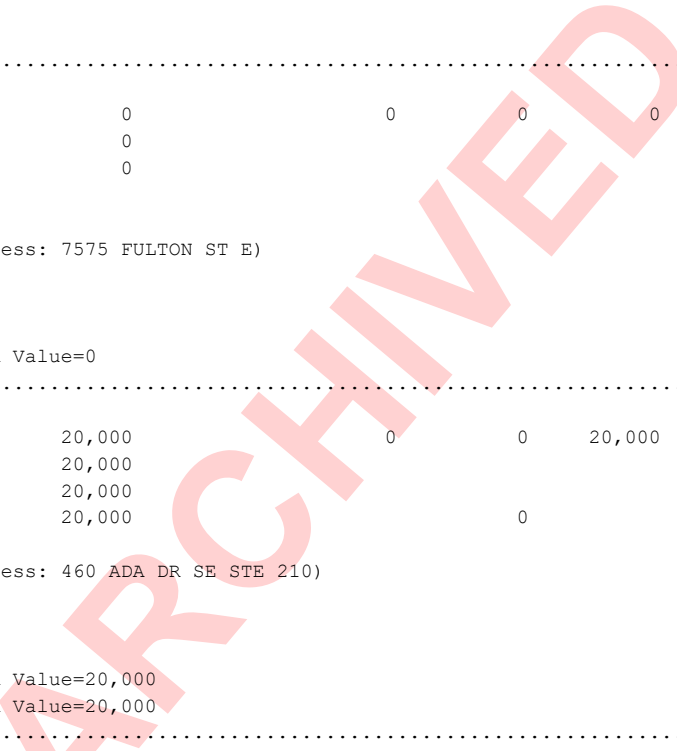 ....................................................
0 0 0 0
0
0
ess: 7575 FULTON ST E)
Value=0
....................................................
20,000 0 0 20,000
20,000
20,000
20,000 0
ess: 460 ADA DR SE STE 210)
Value=20,000
Value=20,000
....................................................
ARCHIVED